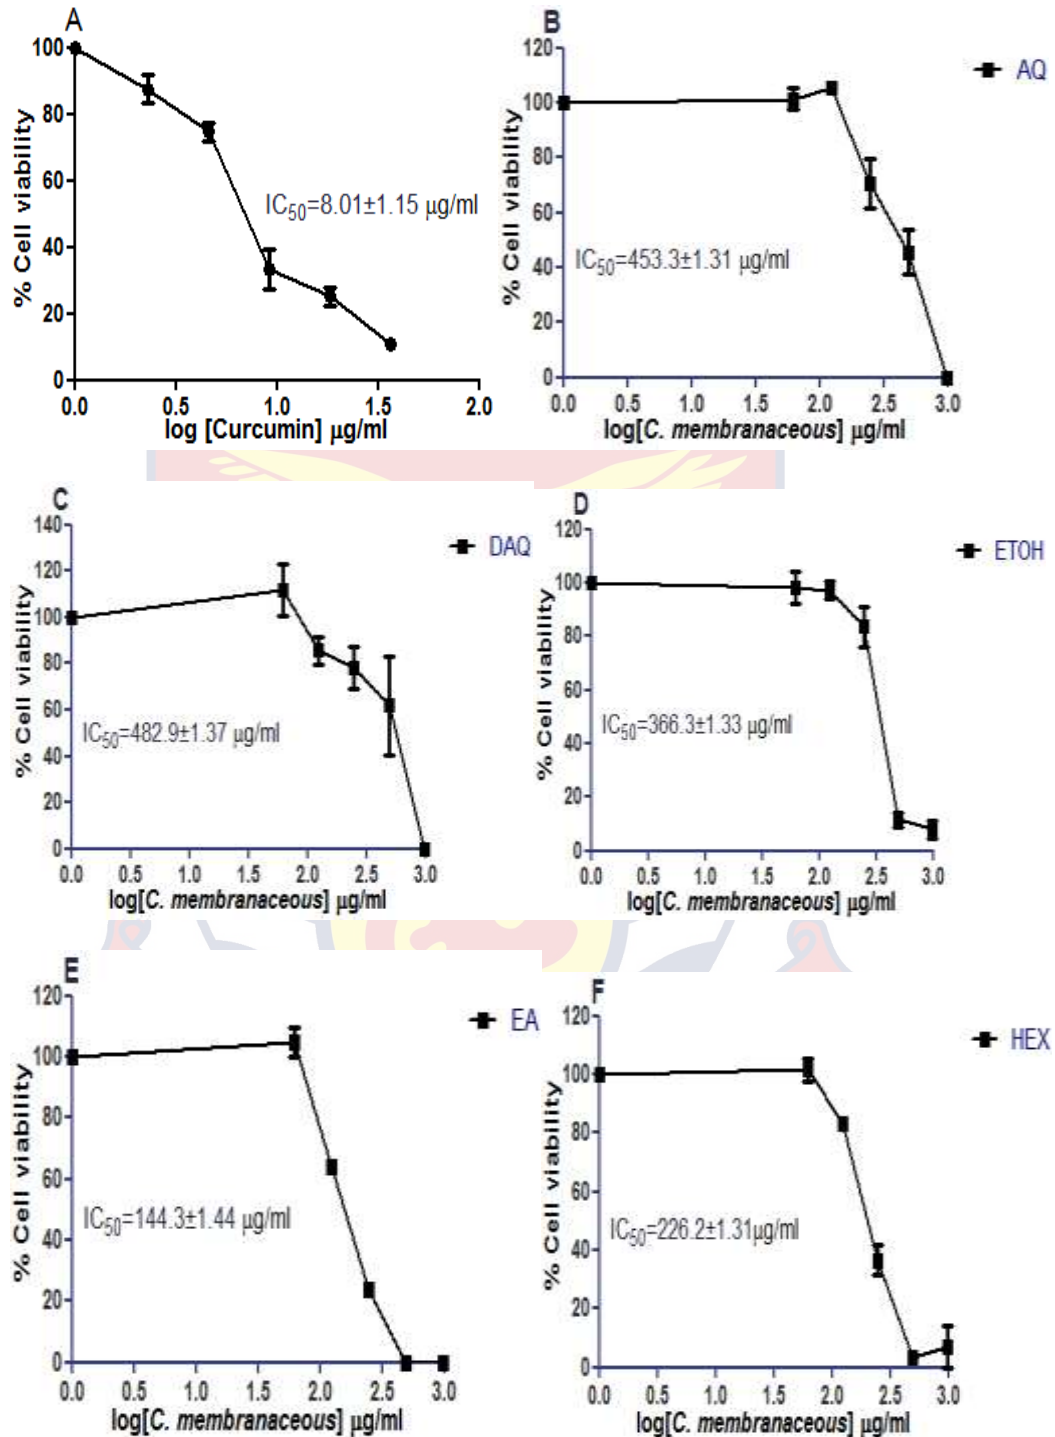 A
100
80
60
40
20
0
% Cell viability
IC50=8.01±1.15 µg/ml
0.0 0.5 1.0 1.5 2.0
log [Curcumin] µg/ml
B
AQ
120
100
80
60
40
20
0
% Cell viability
IC50=453.3±1.31 µg/ml
0.0 0.5 1.0 1.5 2.0 2.5 3.0
log[C. membranaceous] µg/ml
C
DAQ
140
120
100
80
60
40
20
0
% Cell viability
IC50=482.9±1.37 µg/ml
0.0 0.5 1.0 1.5 2.0 2.5 3.0
log[C. membranaceous] µg/ml
D
ETOH
120
100
80
60
40
20
0
% Cell viability
IC50=366.3±1.33 µg/ml
0.0 0.5 1.0 1.5 2.0 2.5 3.0
log[C. membranaceous] µg/ml
E
EA
120
100
80
60
40
20
0
% Cell viability
IC50=144.3±1.44 µg/ml
0.0 0.5 1.0 1.5 2.0 2.5 3.0
log[C. membranaceous] µg/ml
F
HEX
120
100
80
60
40
20
0
% Cell viability
IC50=226.2±1.31µg/ml
0.0 0.5 1.0 1.5 2.0 2.5 3.0
log[C. membranaceous] µg/ml